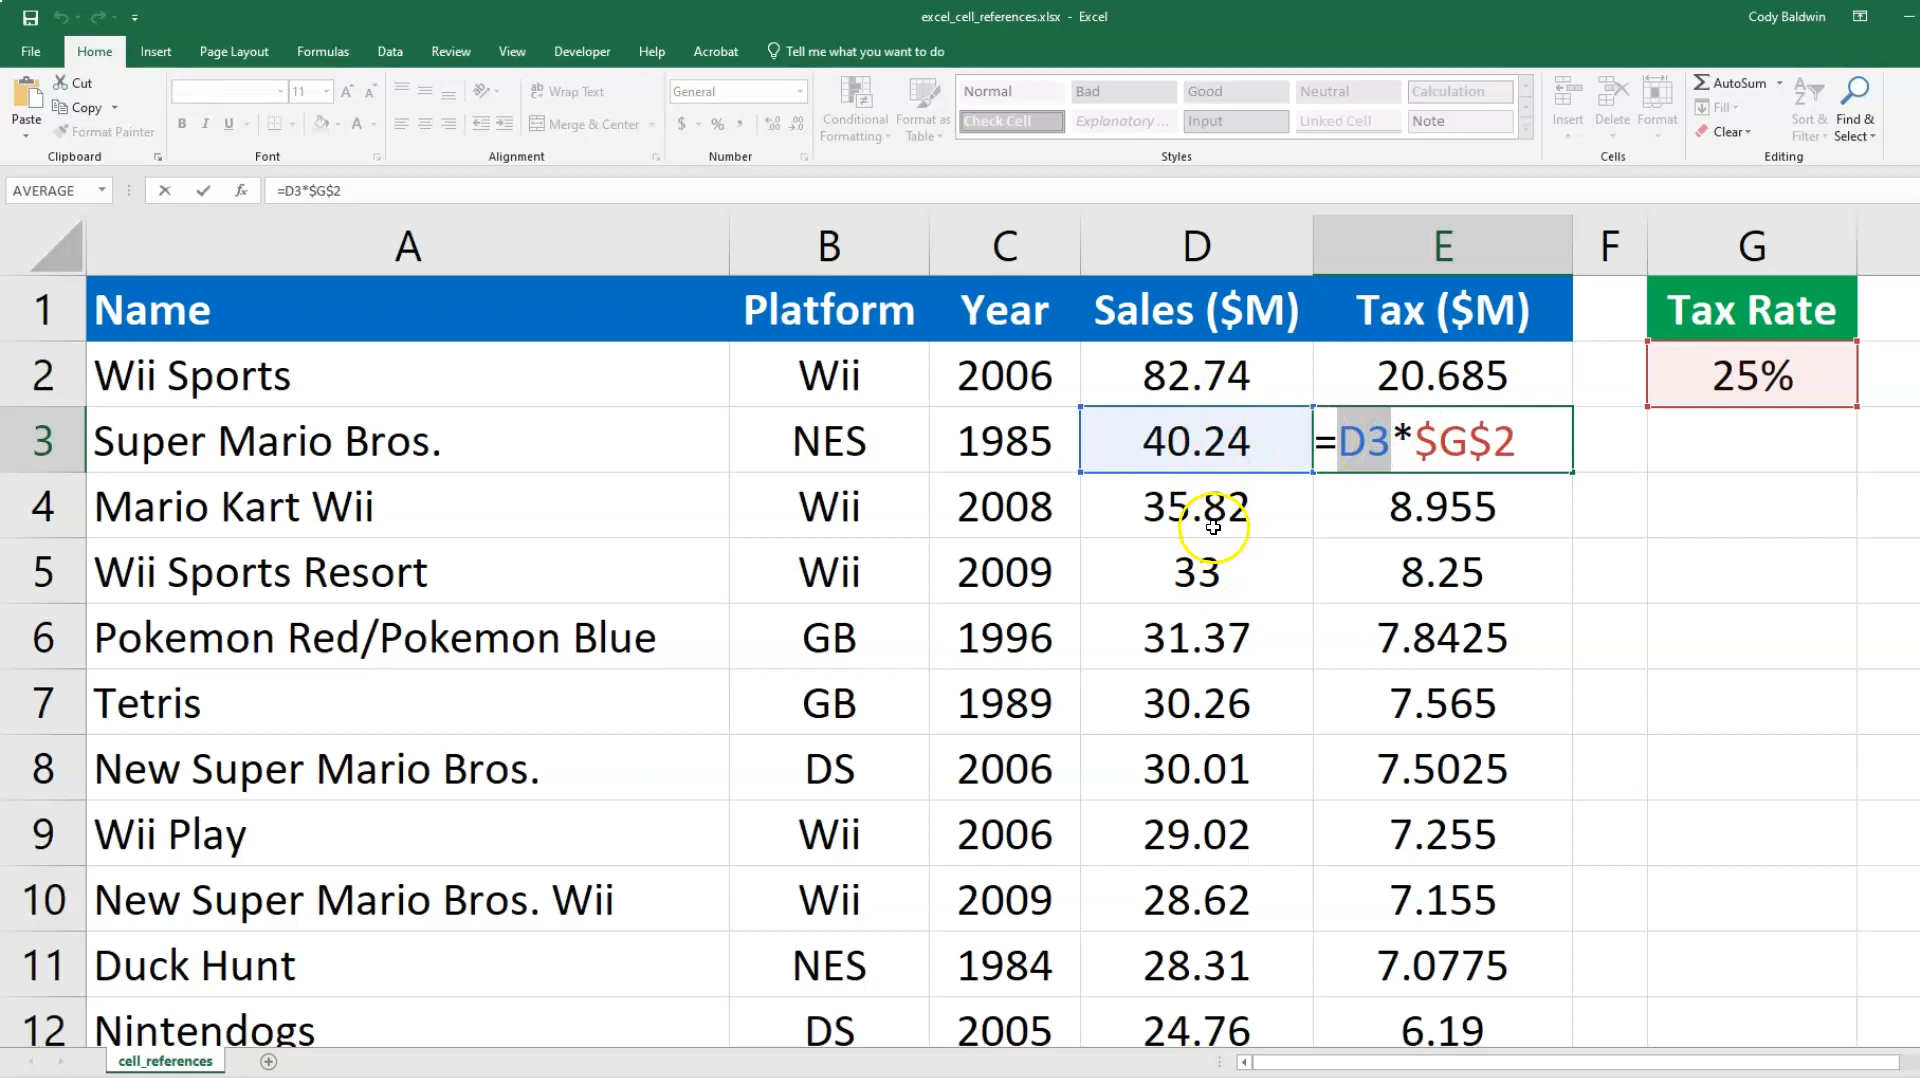 excel_cell_references.xlsx - Excel
Cody Baldwin
File Home Insert Page Layout Formulas Data Review View Developer Help Acrobat Tell me what you want to do
Paste
Cut
Copy
Format Painter
Clipboard
11
Font
Wrap Text
Merge & Center
Alignment
General
Number
Conditional Formatting
Format as Table
Normal Bad Good Neutral Calculation
Check Cell Explanatory ... Input Linked Cell Note
Styles
Insert Delete Format
Cells
AutoSum
Fill
Clear
Sort & Filter
Find & Select
Editing
AVERAGE fx =D3*$G$2
A B C D E F G
1 Name Platform Year Sales ($M) Tax ($M) Tax Rate
2 Wii Sports Wii 2006 82.74 20.685 25%
3 Super Mario Bros. NES 1985 40.24 =D3*$G$2
4 Mario Kart Wii Wii 2008 35.82 8.955
5 Wii Sports Resort Wii 2009 33 8.25
6 Pokemon Red/Pokemon Blue GB 1996 31.37 7.8425
7 Tetris GB 1989 30.26 7.565
8 New Super Mario Bros. DS 2006 30.01 7.5025
9 Wii Play Wii 2006 29.02 7.255
10 New Super Mario Bros. Wii Wii 2009 28.62 7.155
11 Duck Hunt NES 1984 28.31 7.0775
12 Nintendogs DS 2005 24.76 6.19
cell_references